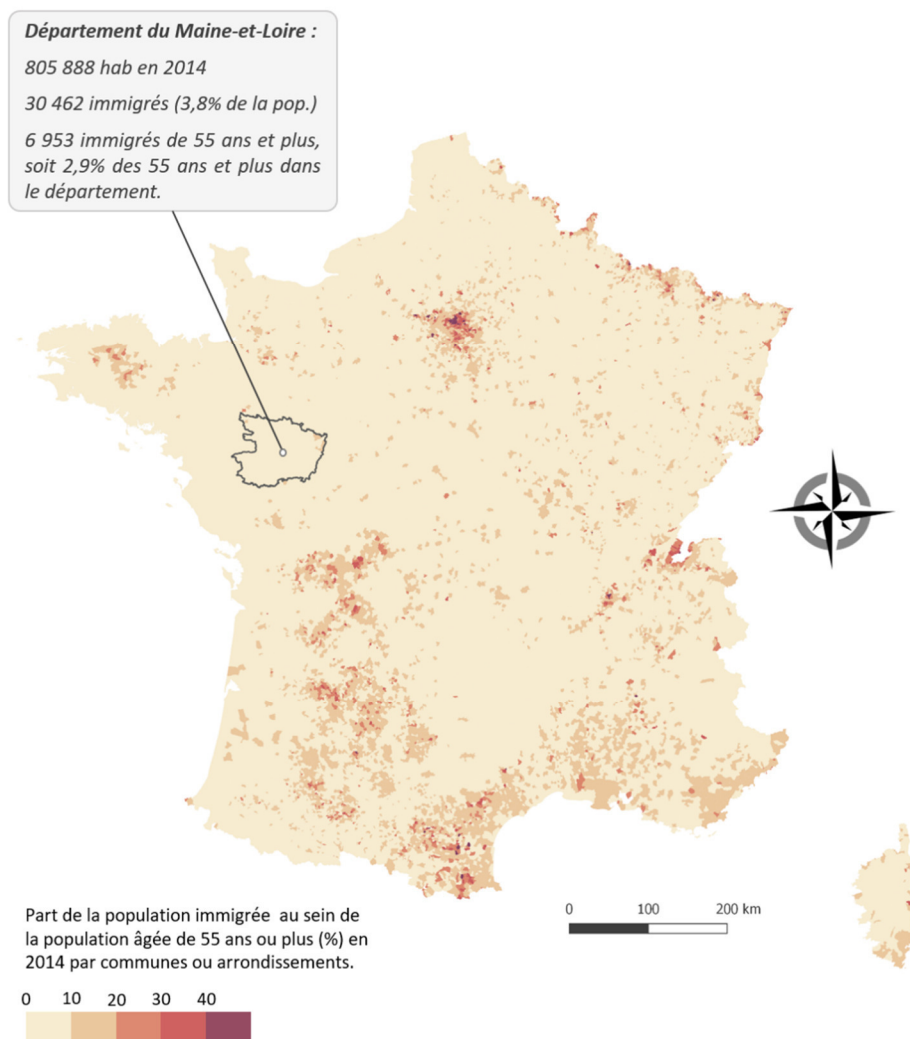 Département du Maine-et-Loire :
805 888 hab en 2014
30 462 immigrés (3,8% de la pop.)
6 953 immigrés de 55 ans et plus,
soit 2,9% des 55 ans et plus dans
le département.
Part de la population immigrée au sein de
la population âgée de 55 ans ou plus (%) en
2014 par communes ou arrondissements.
0 10 20 30 40
0 100 200 km